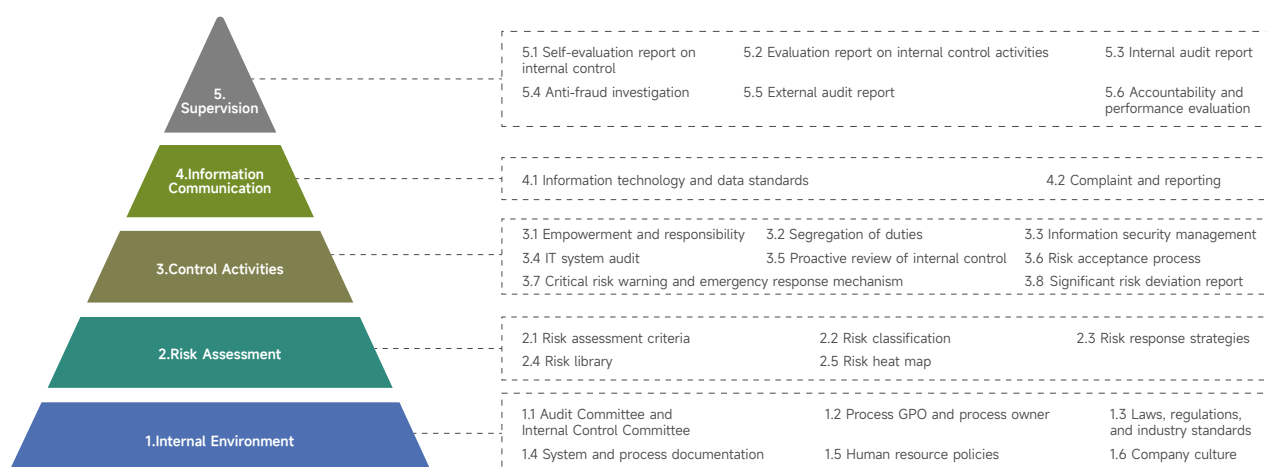 5.
Supervision
5.1 Self-evaluation report on
internal control
5.2 Evaluation report on internal control activities
5.3 Internal audit report
5.4 Anti-fraud investigation
5.5 External audit report
5.6 Accountability and
performance evaluation
4.Information
Communication
4.1 Information technology and data standards
4.2 Complaint and reporting
3.Control Activities
3.1 Empowerment and responsibility
3.2 Segregation of duties
3.3 Information security management
3.4 IT system audit
3.5 Proactive review of internal control
3.6 Risk acceptance process
3.7 Critical risk warning and emergency response mechanism
3.8 Significant risk deviation report
2.Risk Assessment
2.1 Risk assessment criteria
2.2 Risk classification
2.3 Risk response strategies
2.4 Risk library
2.5 Risk heat map
1.Internal Environment
1.1 Audit Committee and
Internal Control Committee
1.2 Process GPO and process owner
1.3 Laws, regulations,
and industry standards
1.4 System and process documentation
1.5 Human resource policies
1.6 Company culture